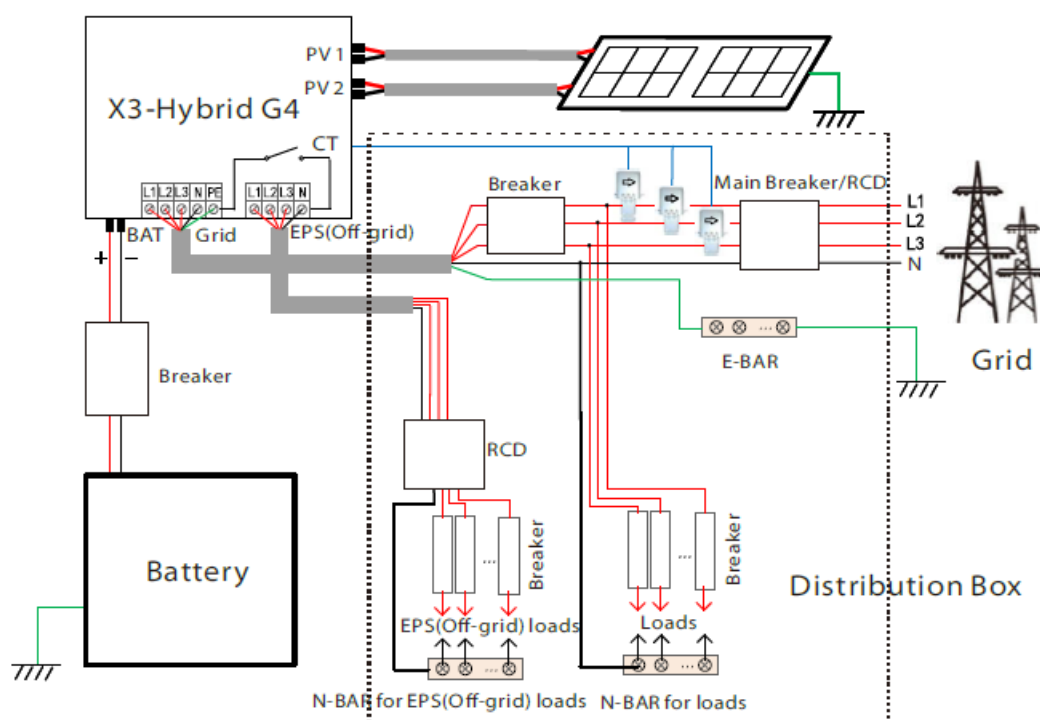 PV 1
PV 2
X3-Hybrid G4
CT
L1 L2 L3 N PE
L1 L2 L3 N
BAT
Grid
EPS(Off-grid)
+ −
Breaker
Main Breaker/RCD
L1
L2
L3
N
...
E-BAR
Grid
Breaker
RCD
Battery
...
Breaker
...
Breaker
Distribution Box
EPS(Off-grid) loads
Loads
...
...
N-BAR for EPS(Off-grid) loads
N-BAR for loads